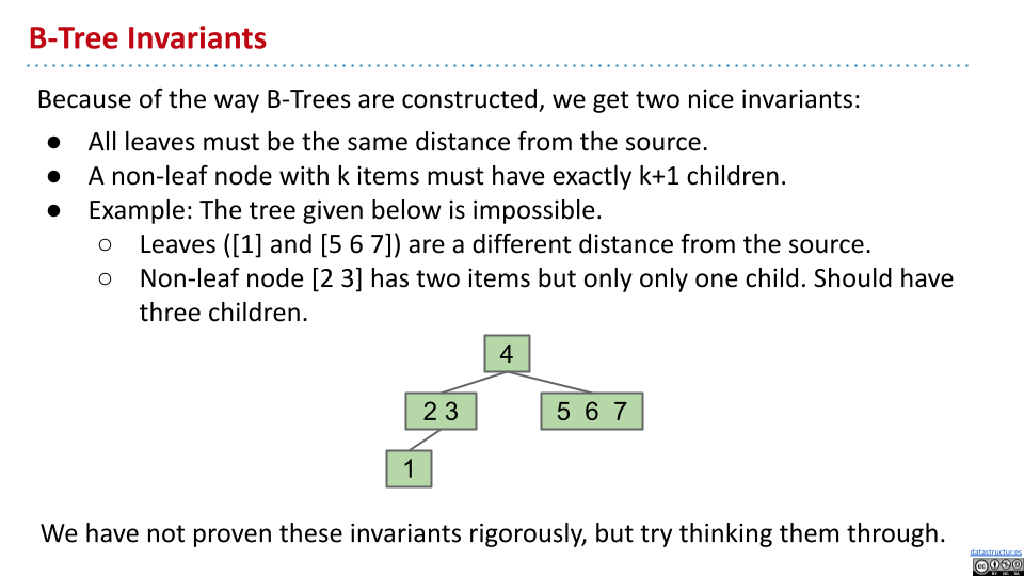 B-Tree Invariants
Because of the way B-Trees are constructed, we get two nice invariants:
● All leaves must be the same distance from the source.
● A non-leaf node with k items must have exactly k+1 children.
● Example: The tree given below is impossible.
○ Leaves ([1] and [5 6 7]) are a different distance from the source.
○ Non-leaf node [2 3] has two items but only only one child. Should have
three children.
4
2 3
5 6 7
1
We have not proven these invariants rigorously, but try thinking them through.
datastructur.es
CC BY NC SA